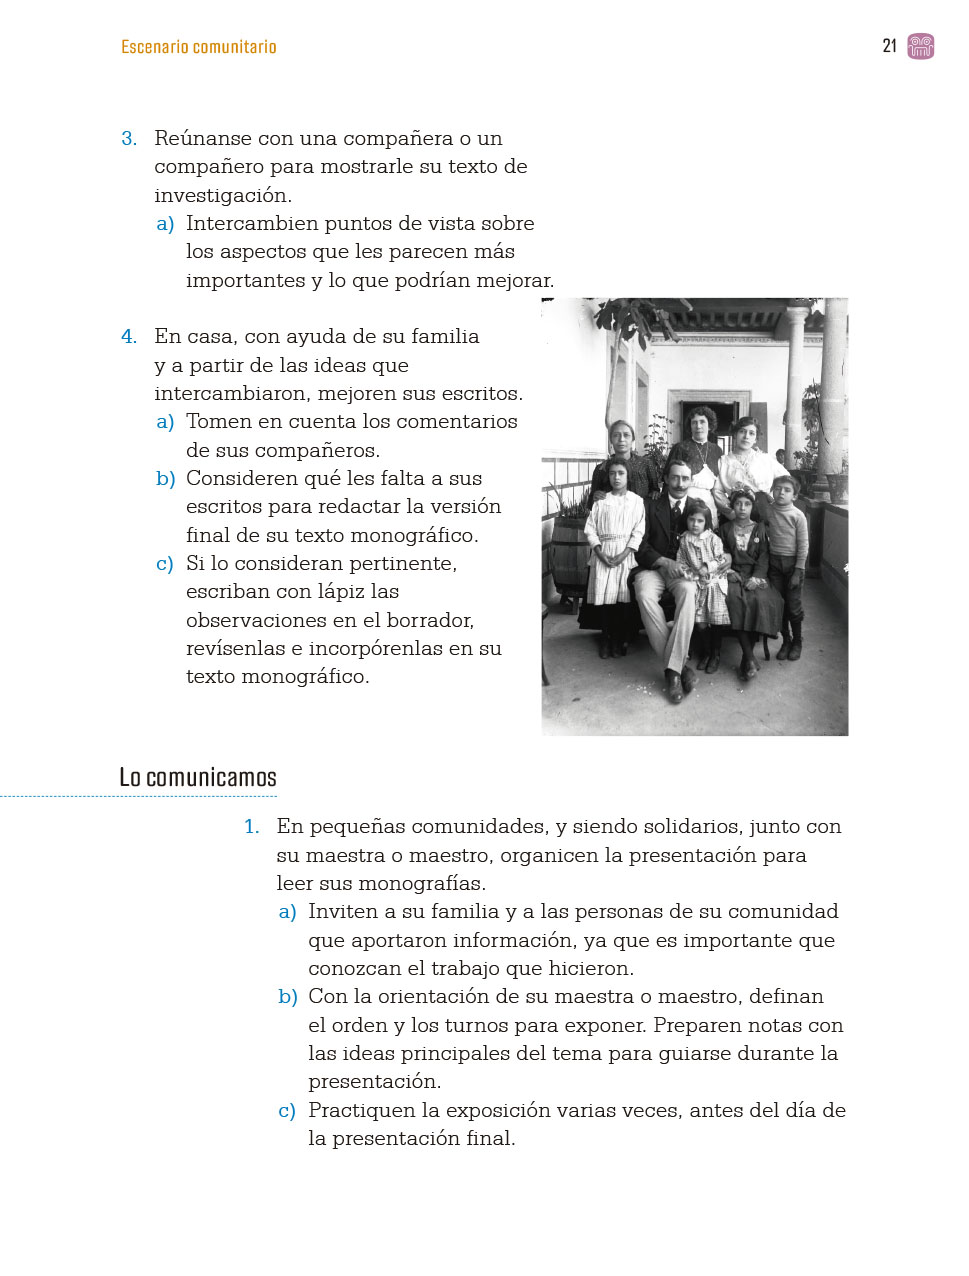 Escenario comunitario
21
3. Reúnanse con una compañera o un
compañero para mostrarle su texto de
investigación.
a) Intercambien puntos de vista sobre
los aspectos que les parecen más
importantes y lo que podrían mejorar.
4. En casa, con ayuda de su familia
y a partir de las ideas que
intercambiaron, mejoren sus escritos.
a) Tomen en cuenta los comentarios
de sus compañeros.
b) Consideren qué les falta a sus
escritos para redactar la versión
final de su texto monográfico.
c) Si lo consideran pertinente,
escriban con lápiz las
observaciones en el borrador,
revísenlas e incorpórenlas en su
texto monográfico.
Lo comunicamos
1. En pequeñas comunidades, y siendo solidarios, junto con
su maestra o maestro, organicen la presentación para
leer sus monografías.
a) Inviten a su familia y a las personas de su comunidad
que aportaron información, ya que es importante que
conozcan el trabajo que hicieron.
b) Con la orientación de su maestra o maestro, definan
el orden y los turnos para exponer. Preparen notas con
las ideas principales del tema para guiarse durante la
presentación.
c) Practiquen la exposición varias veces, antes del día de
la presentación final.